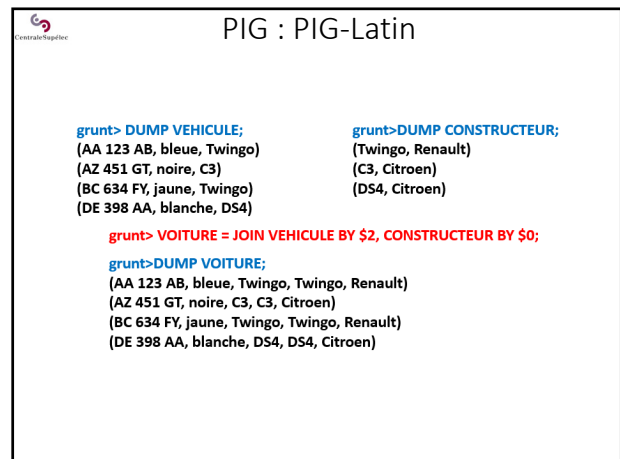 CentraleSupélec
PIG : PIG-Latin
grunt> DUMP VEHICULE;
(AA 123 AB, bleue, Twingo)
(AZ 451 GT, noire, C3)
(BC 634 FY, jaune, Twingo)
(DE 398 AA, blanche, DS4)
grunt>DUMP CONSTRUCTEUR;
(Twingo, Renault)
(C3, Citroen)
(DS4, Citroen)
grunt> VOITURE = JOIN VEHICULE BY $2, CONSTRUCTEUR BY $0;
grunt>DUMP VOITURE;
(AA 123 AB, bleue, Twingo, Twingo, Renault)
(AZ 451 GT, noire, C3, C3, Citroen)
(BC 634 FY, jaune, Twingo, Twingo, Renault)
(DE 398 AA, blanche, DS4, DS4, Citroen)